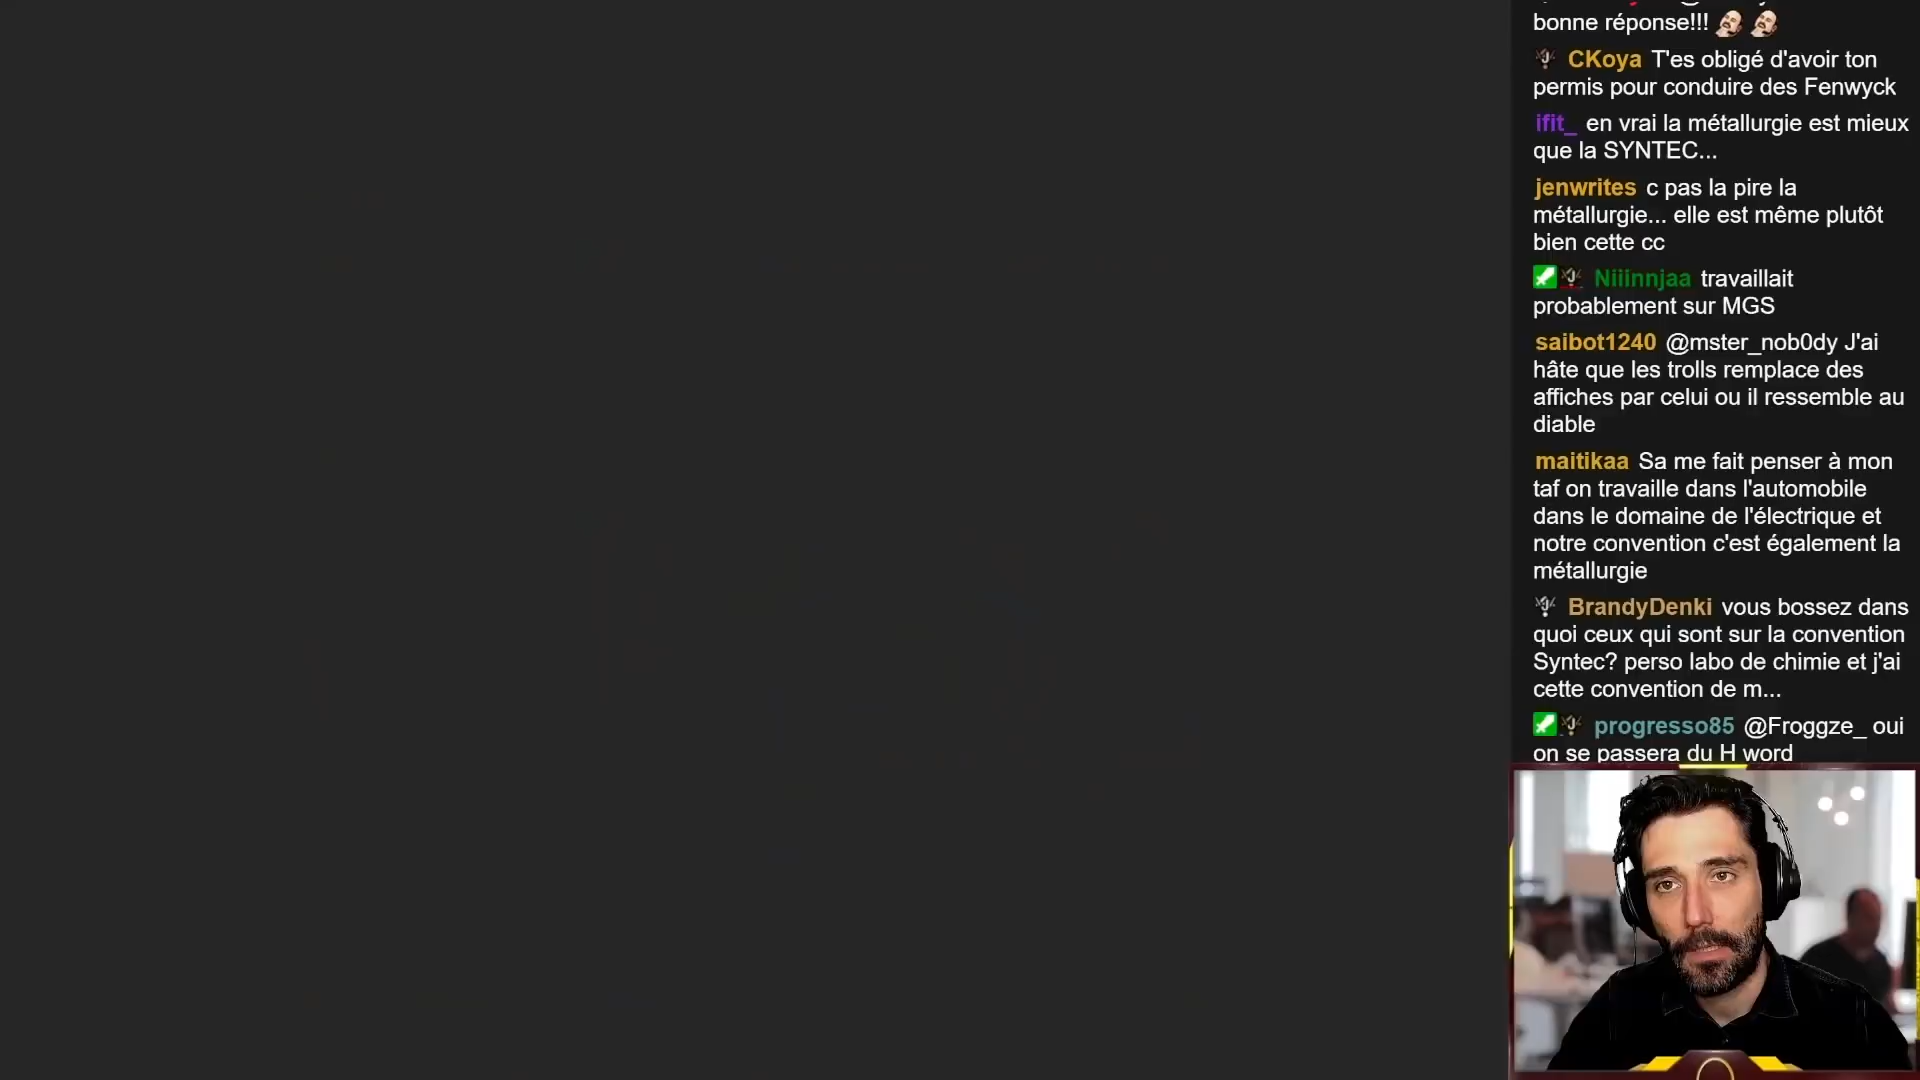 bonne réponse!!!
CKoya T'es obligé d'avoir ton
permis pour conduire des Fenwyck
ifit_ en vrai la métallurgie est mieux
que la SYNTEC...
jenwrites c pas la pire la
métallurgie... elle est même plutôt
bien cette cc
Niiinnjaa travaillait
probablement sur MGS
saibot1240 @mster_nob0dy J'ai
hâte que les trolls remplace des
affiches par celui ou il ressemble au
diable
maitikaa Sa me fait penser à mon
taf on travaille dans l'automobile
dans le domaine de l'électrique et
notre convention c'est également la
métallurgie
BrandyDenki vous bossez dans
quoi ceux qui sont sur la convention
Syntec? perso labo de chimie et j'ai
cette convention de m...
progresso85 @Froggze_ oui
on se passera du H word